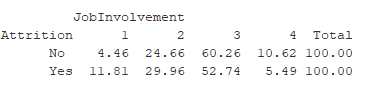 JobInvolvement
Attrition 1 2 3 4 Total
No 4.46 24.66 60.26 10.62 100.00
Yes 11.81 29.96 52.74 5.49 100.00